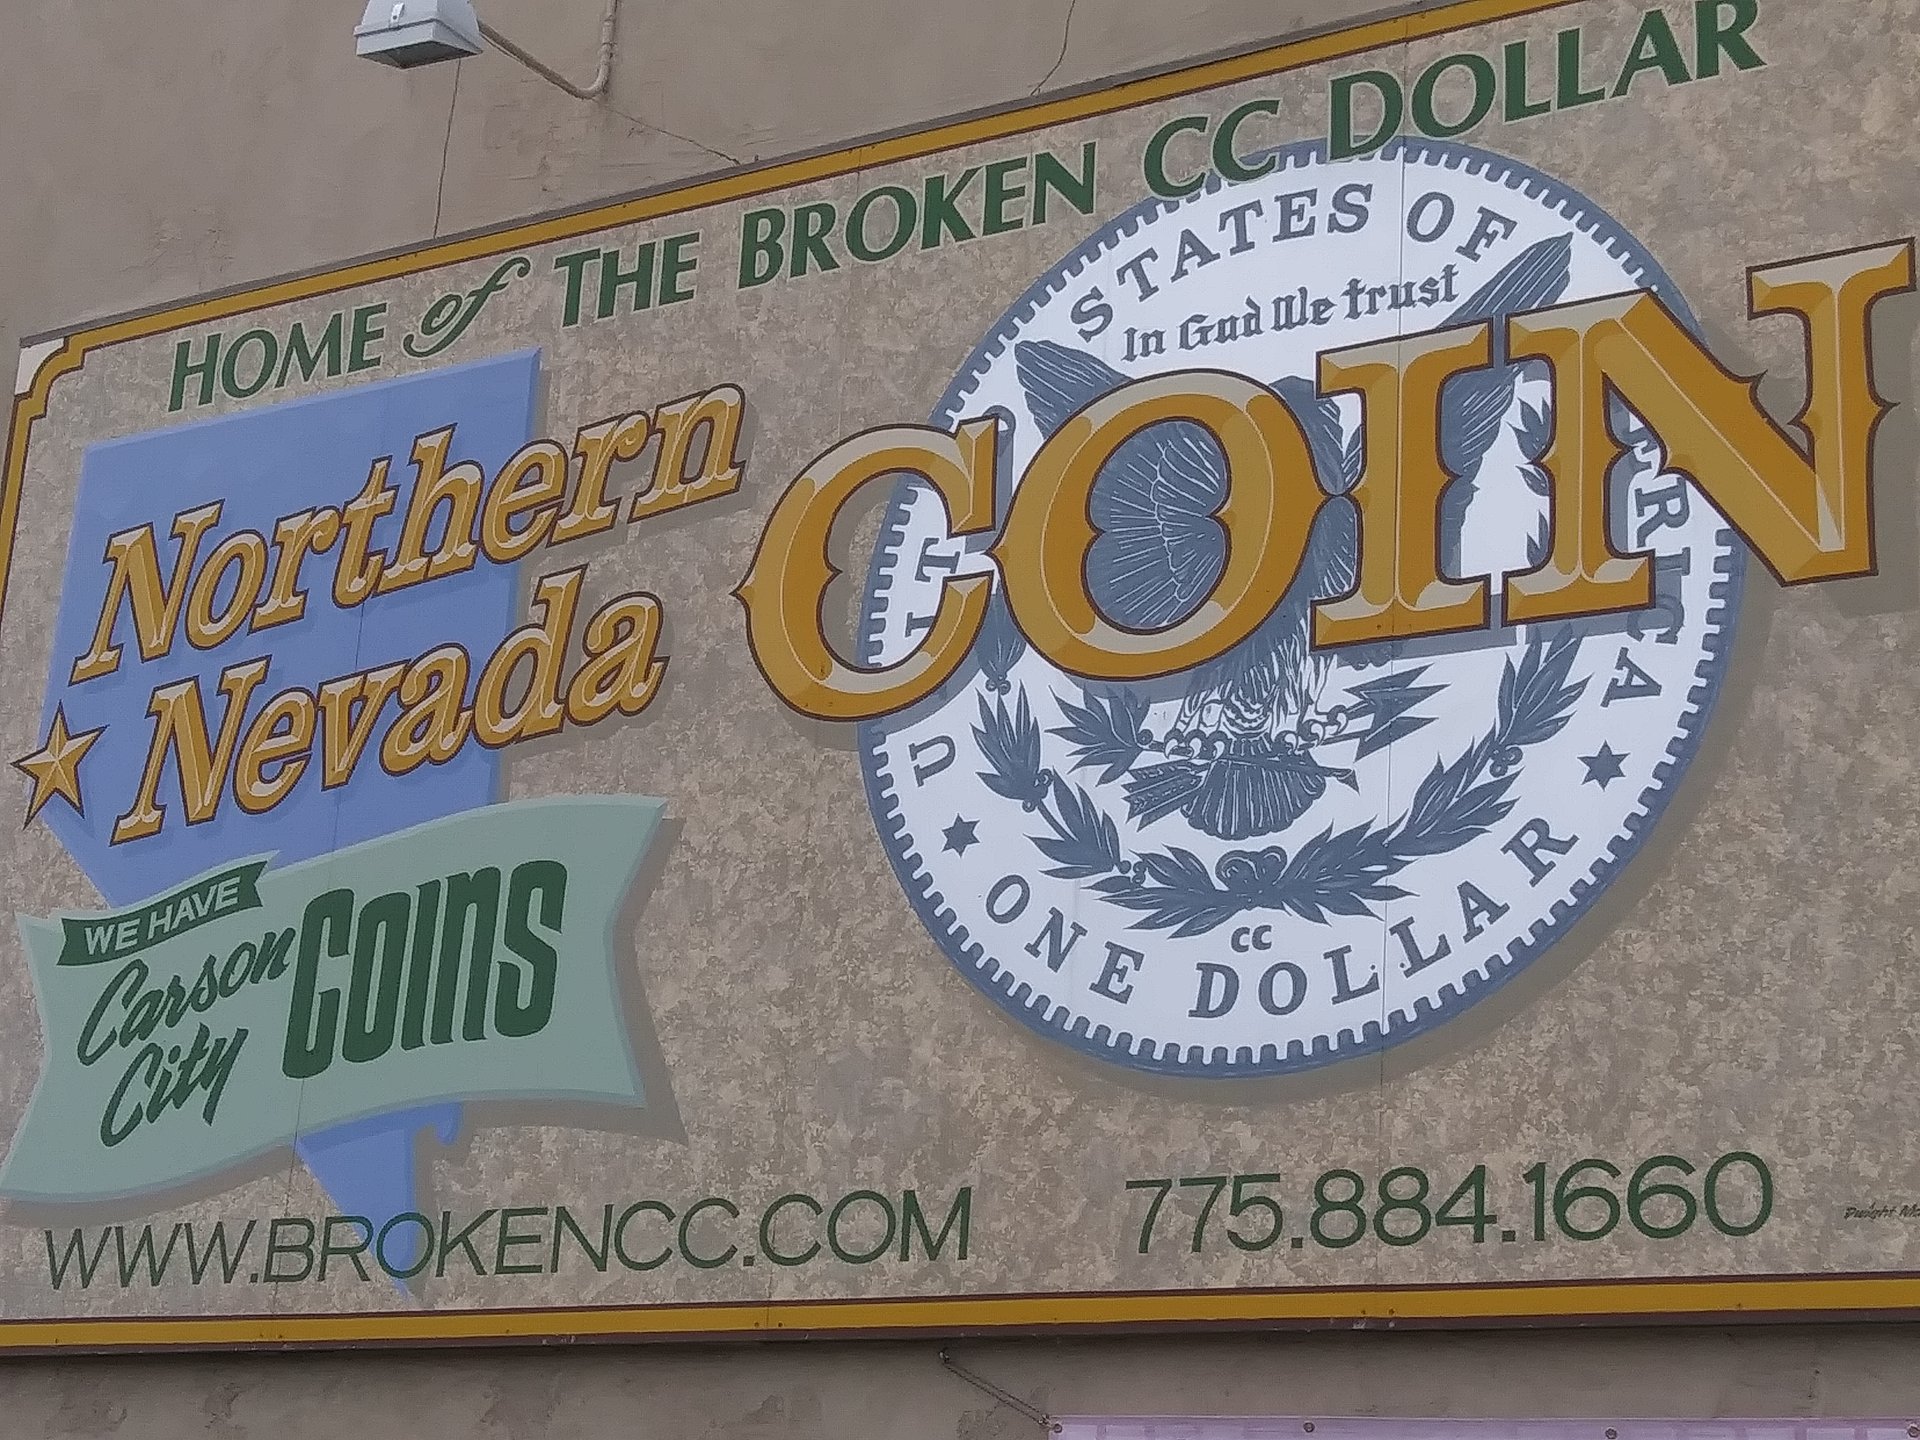 HOME of THE BROKEN CC DOLLAR
Northern
Nevada
COIN
STATES OF
In God We trust
WE HAVE
Carson
City
COINS
CC
ONE DOLLAR
WWW.BROKENCC.COM
775.884.1660
Dwight